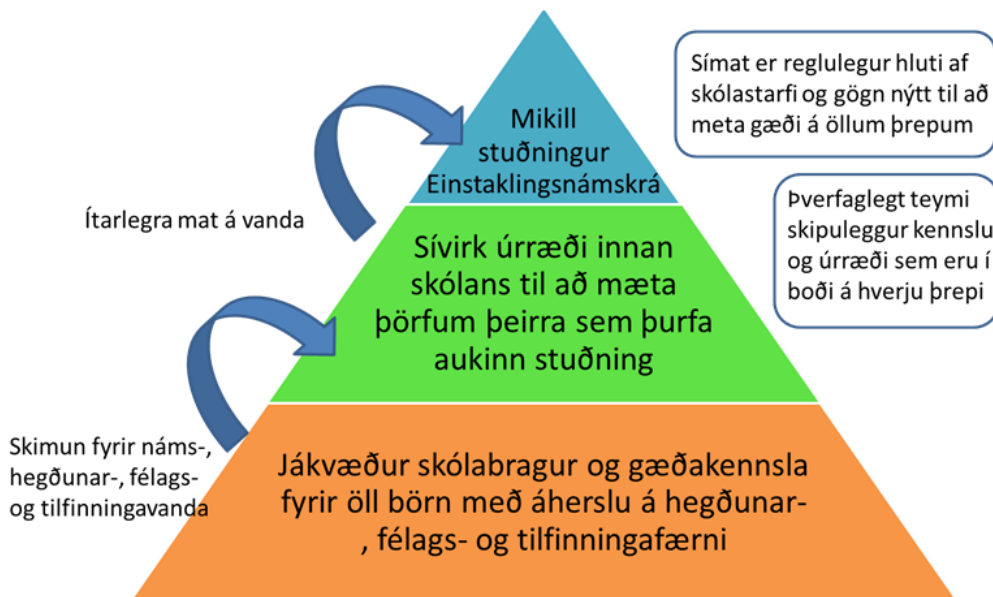 Mikill
stuðningur
Einstaklingsnámskrá
Símat er reglulegur hluti af
skólastarfi og gögn nýtt til að
meta gæði á öllum þrepum
Þverfaglegt teymi
skipuleggur kennslu
og úrræði sem eru í
boði á hverju þrepi
Ítarlegra mat á vanda
Sívirk úrræði innan
skólans til að mæta
þörfum þeirra sem þurfa
aukinn stuðning
Skimun fyrir náms-,
hegðunar-, félags-
og tilfinningavanda
Jákvæður skólabragur og gæðakennsla
fyrir öll börn með áherslu á hegðunar-
, félags- og tilfinningafærni